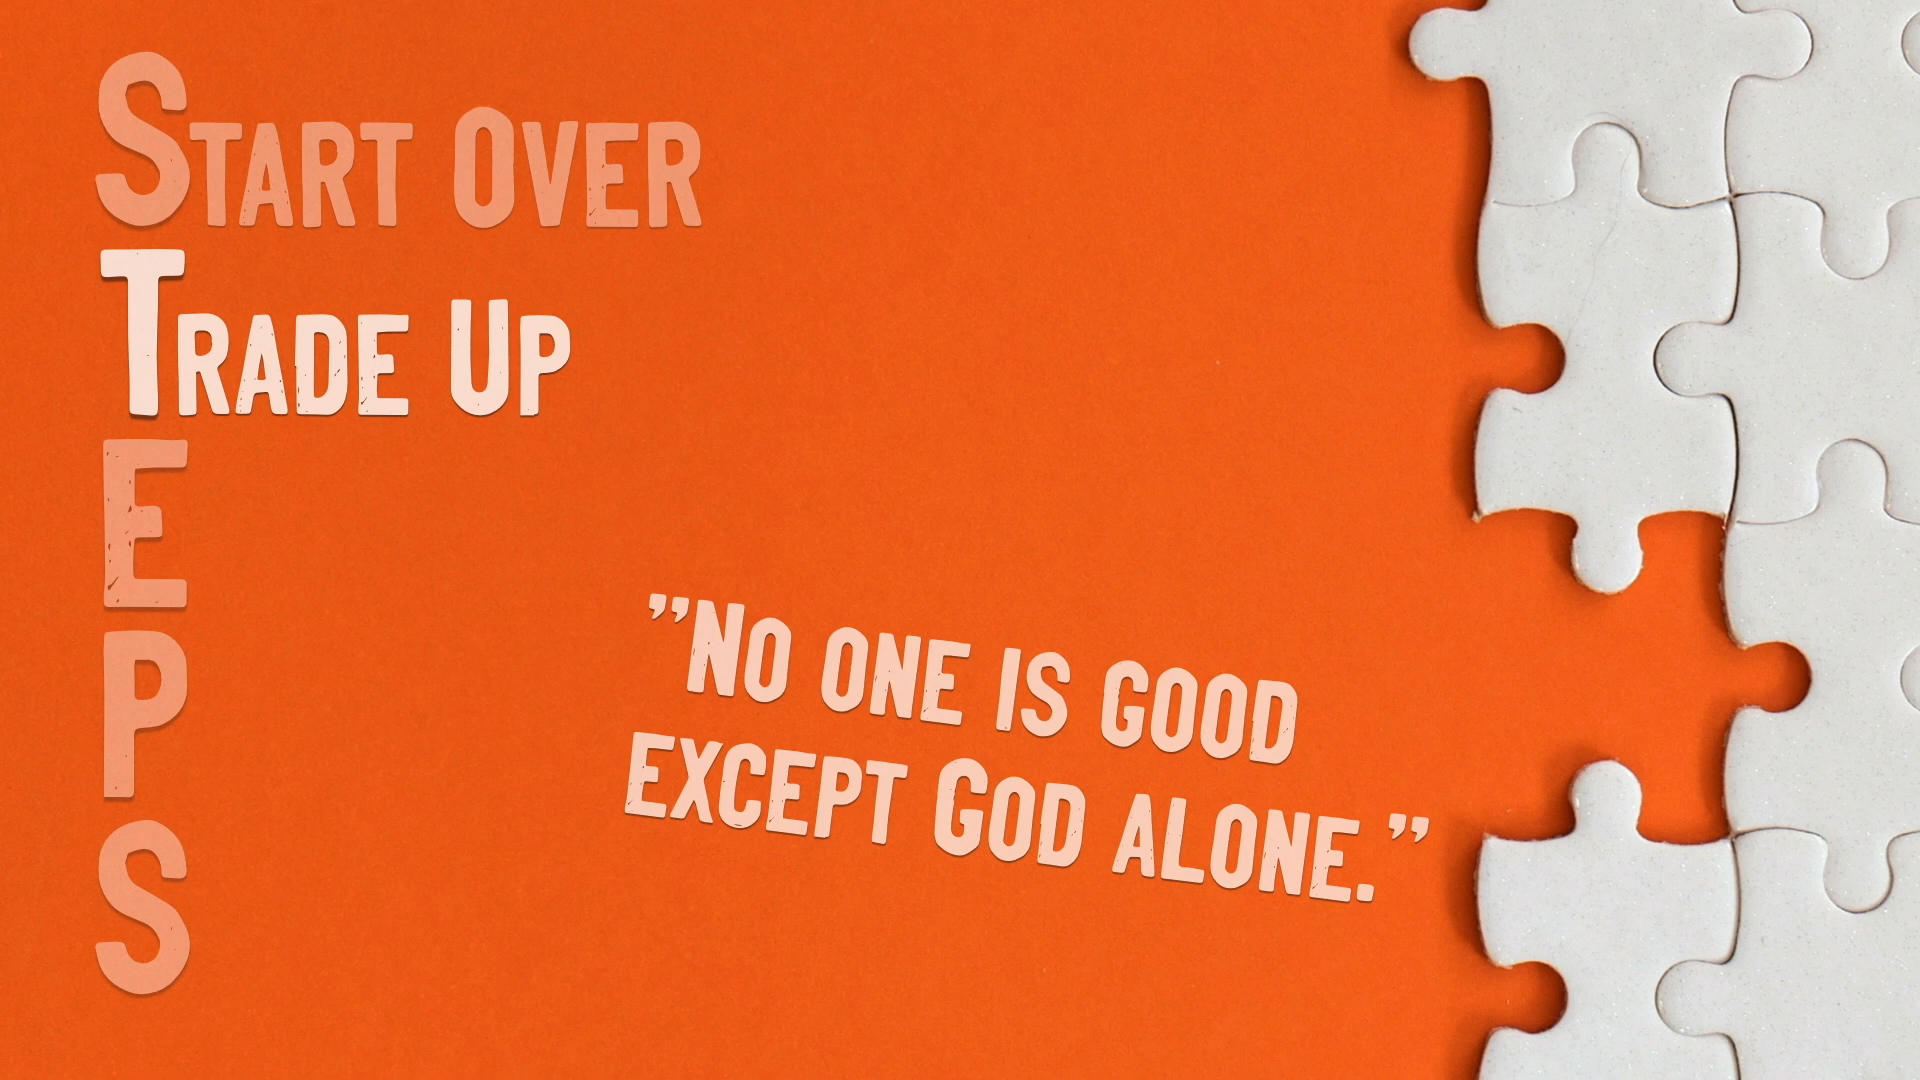 Start Over
Trade Up
E
P
S
”No one is good
except God alone.”